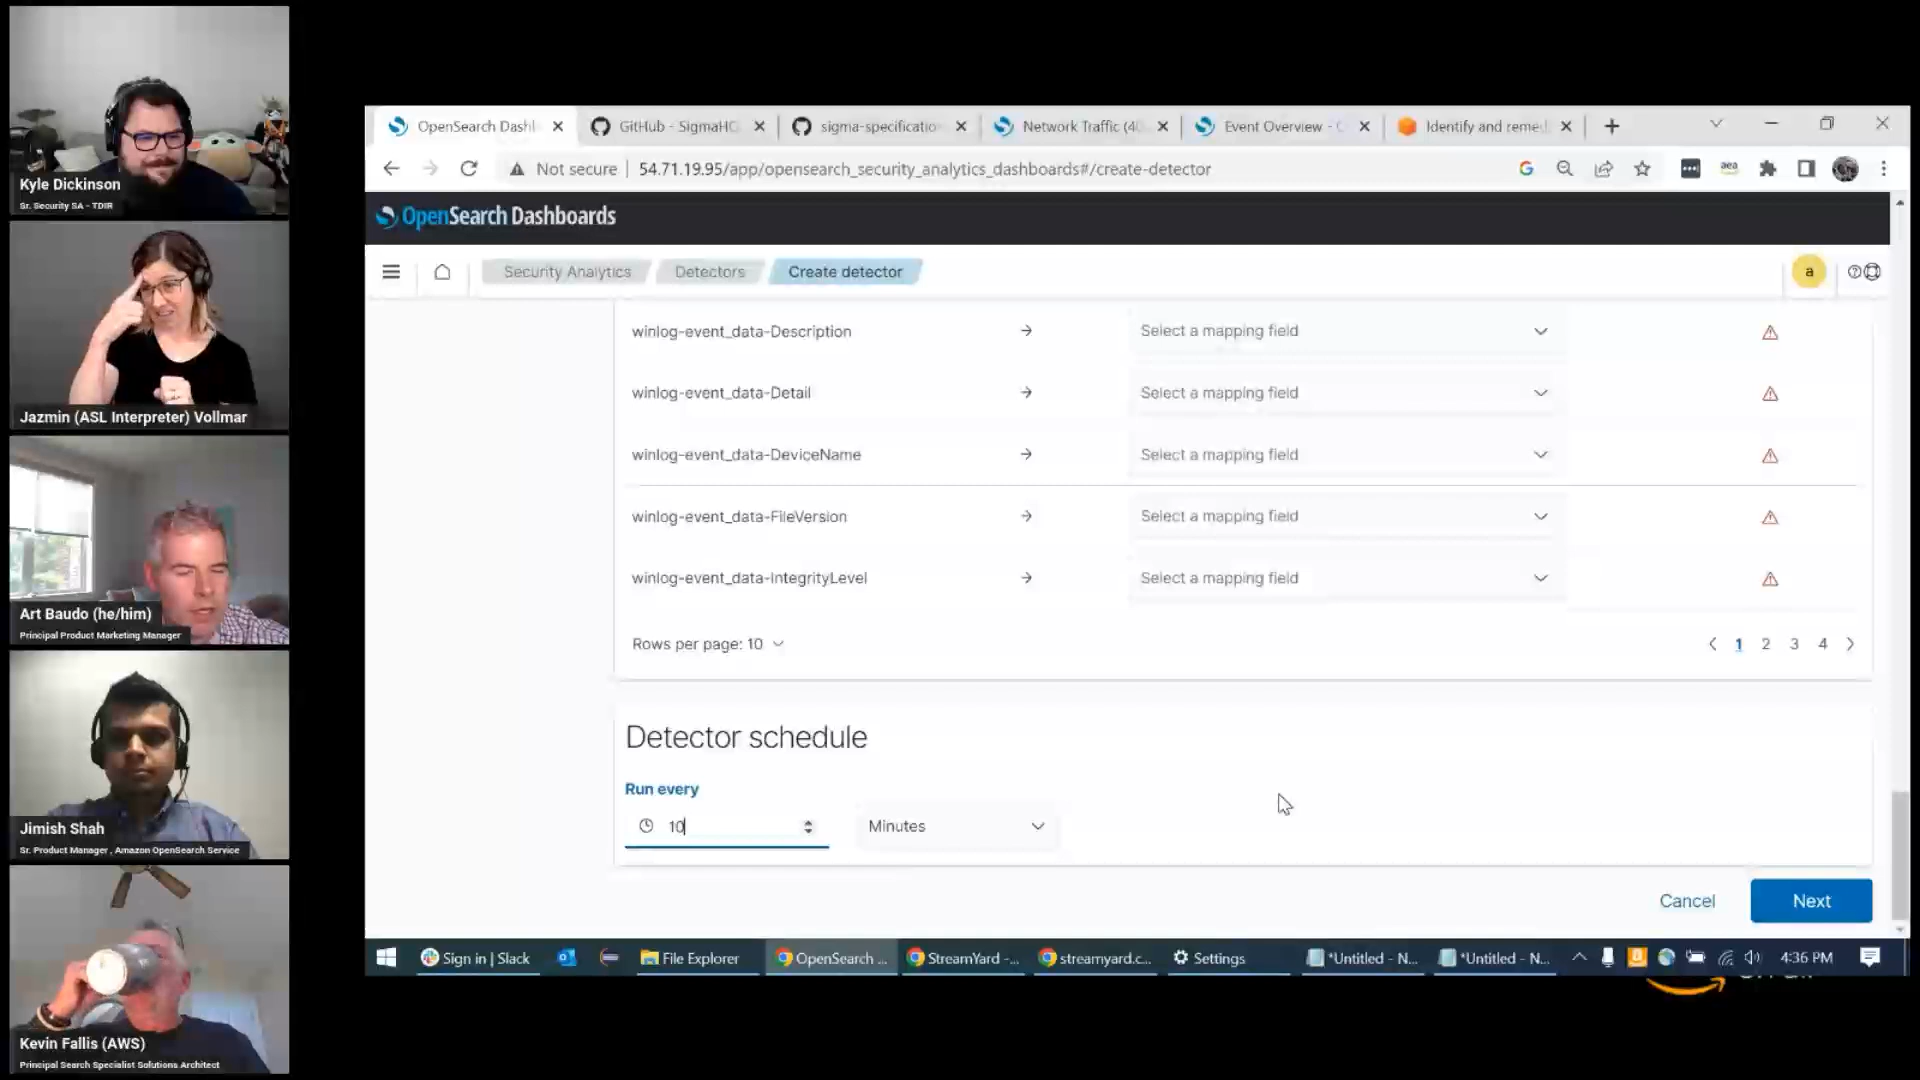 Kyle Dickinson
Sr. Security SA - TDIR
Jazmin (ASL Interpreter) Vollmar
Art Baudo (he/him)
Principal Product Marketing Manager
Jimish Shah
Sr. Product Manager , Amazon OpenSearch Service
Kevin Fallis (AWS)
Principal Search Specialist Solutions Architect
OpenSearch Dashl
GitHub - SigmaHQ
sigma-specificatio
Network Traffic (40
Event Overview - O
Identify and reme
Not secure
54.71.19.95/app/opensearch_security_analytics_dashboards#/create-detector
aea
OpenSearch Dashboards
Security Analytics
Detectors
Create detector
a
winlog-event_data-Description
Select a mapping field
winlog-event_data-Detail
Select a mapping field
winlog-event_data-DeviceName
Select a mapping field
winlog-event_data-FileVersion
Select a mapping field
winlog-event_data-IntegrityLevel
Select a mapping field
Rows per page: 10
1 2 3 4
Detector schedule
Run every
10
Minutes
Cancel
Next
Sign in | Slack
File Explorer
OpenSearch ...
StreamYard -...
streamyard.c...
Settings
*Untitled - N...
*Untitled - N...
4:36 PM